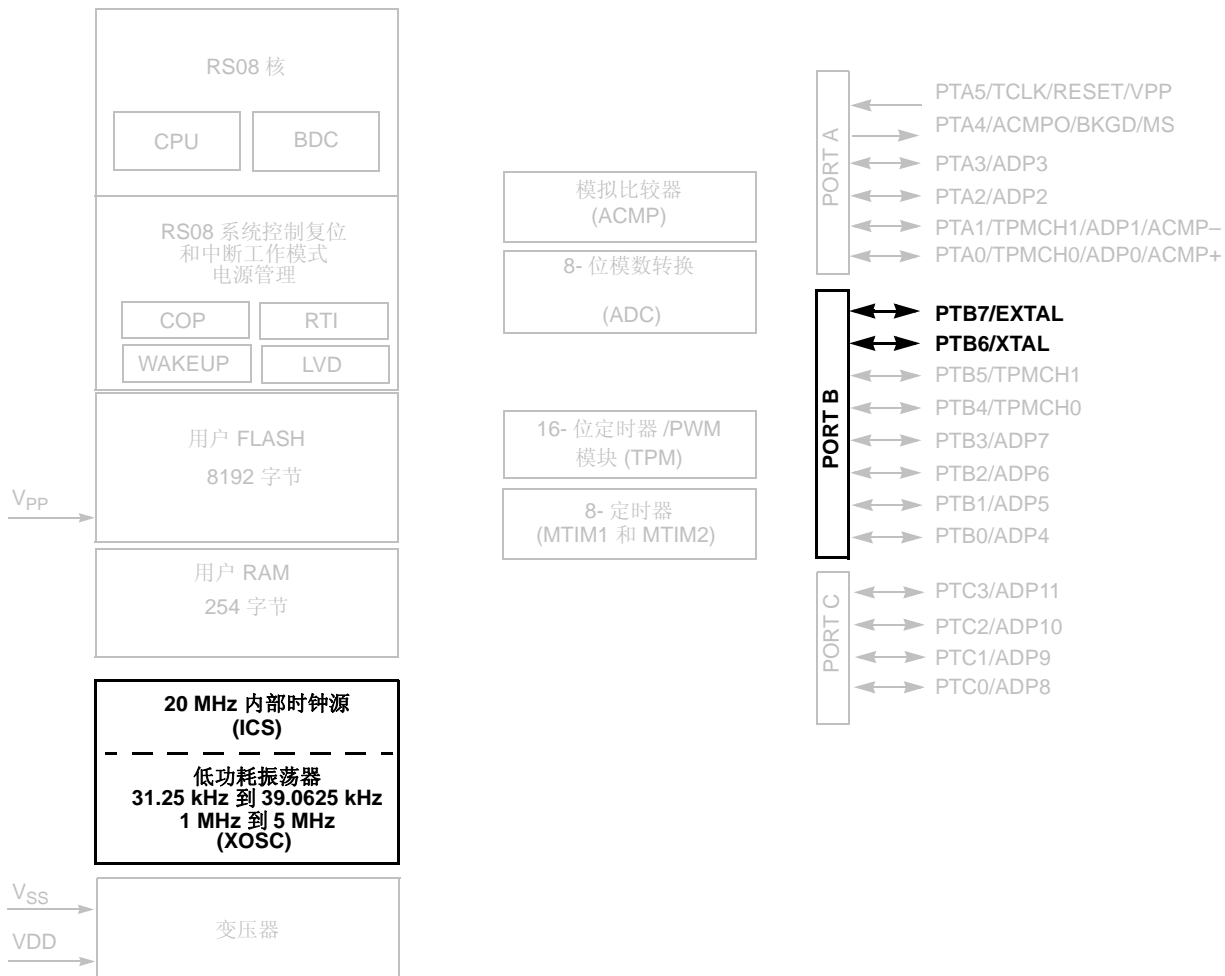 RS08 核
CPU
BDC
RS08 系统控制复位
和中断工作模式
电源管理
COP
RTI
WAKEUP
LVD
用户 FLASH
8192 字节
VPP
用户 RAM
254 字节
20 MHz 内部时钟源
(ICS)
低功耗振荡器
31.25 kHz 到 39.0625 kHz
1 MHz 到 5 MHz
(XOSC)
VSS
VDD
变压器
模拟比较器
(ACMP)
8- 位模数转换
(ADC)
16- 位定时器 /PWM
模块 (TPM)
8- 定时器
(MTIM1 和 MTIM2)
PORT A
PTA5/TCLK/RESET/VPP
PTA4/ACMPO/BKGD/MS
PTA3/ADP3
PTA2/ADP2
PTA1/TPMCH1/ADP1/ACMP–
PTA0/TPMCH0/ADP0/ACMP+
PORT B
PTB7/EXTAL
PTB6/XTAL
PTB5/TPMCH1
PTB4/TPMCH0
PTB3/ADP7
PTB2/ADP6
PTB1/ADP5
PTB0/ADP4
PORT C
PTC3/ADP11
PTC2/ADP10
PTC1/ADP9
PTC0/ADP8